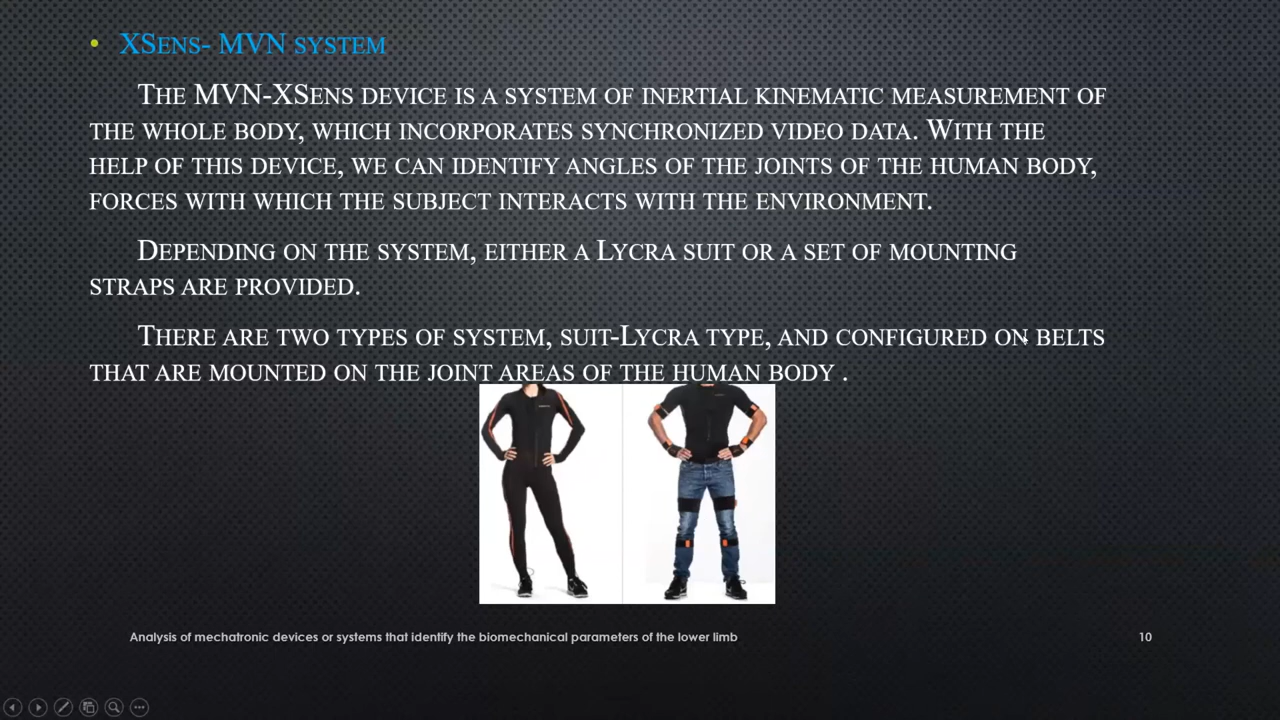 XSens- MVN system
The MVN-XSens device is a system of inertial kinematic measurement of
the whole body, which incorporates synchronized video data. With the
help of this device, we can identify angles of the joints of the human body,
forces with which the subject interacts with the environment.
Depending on the system, either a Lycra suit or a set of mounting
straps are provided.
There are two types of system, suit-Lycra type, and configured on belts
that are mounted on the joint areas of the human body .
Analysis of mechatronic devices or systems that identify the biomechanical parameters of the lower limb
10